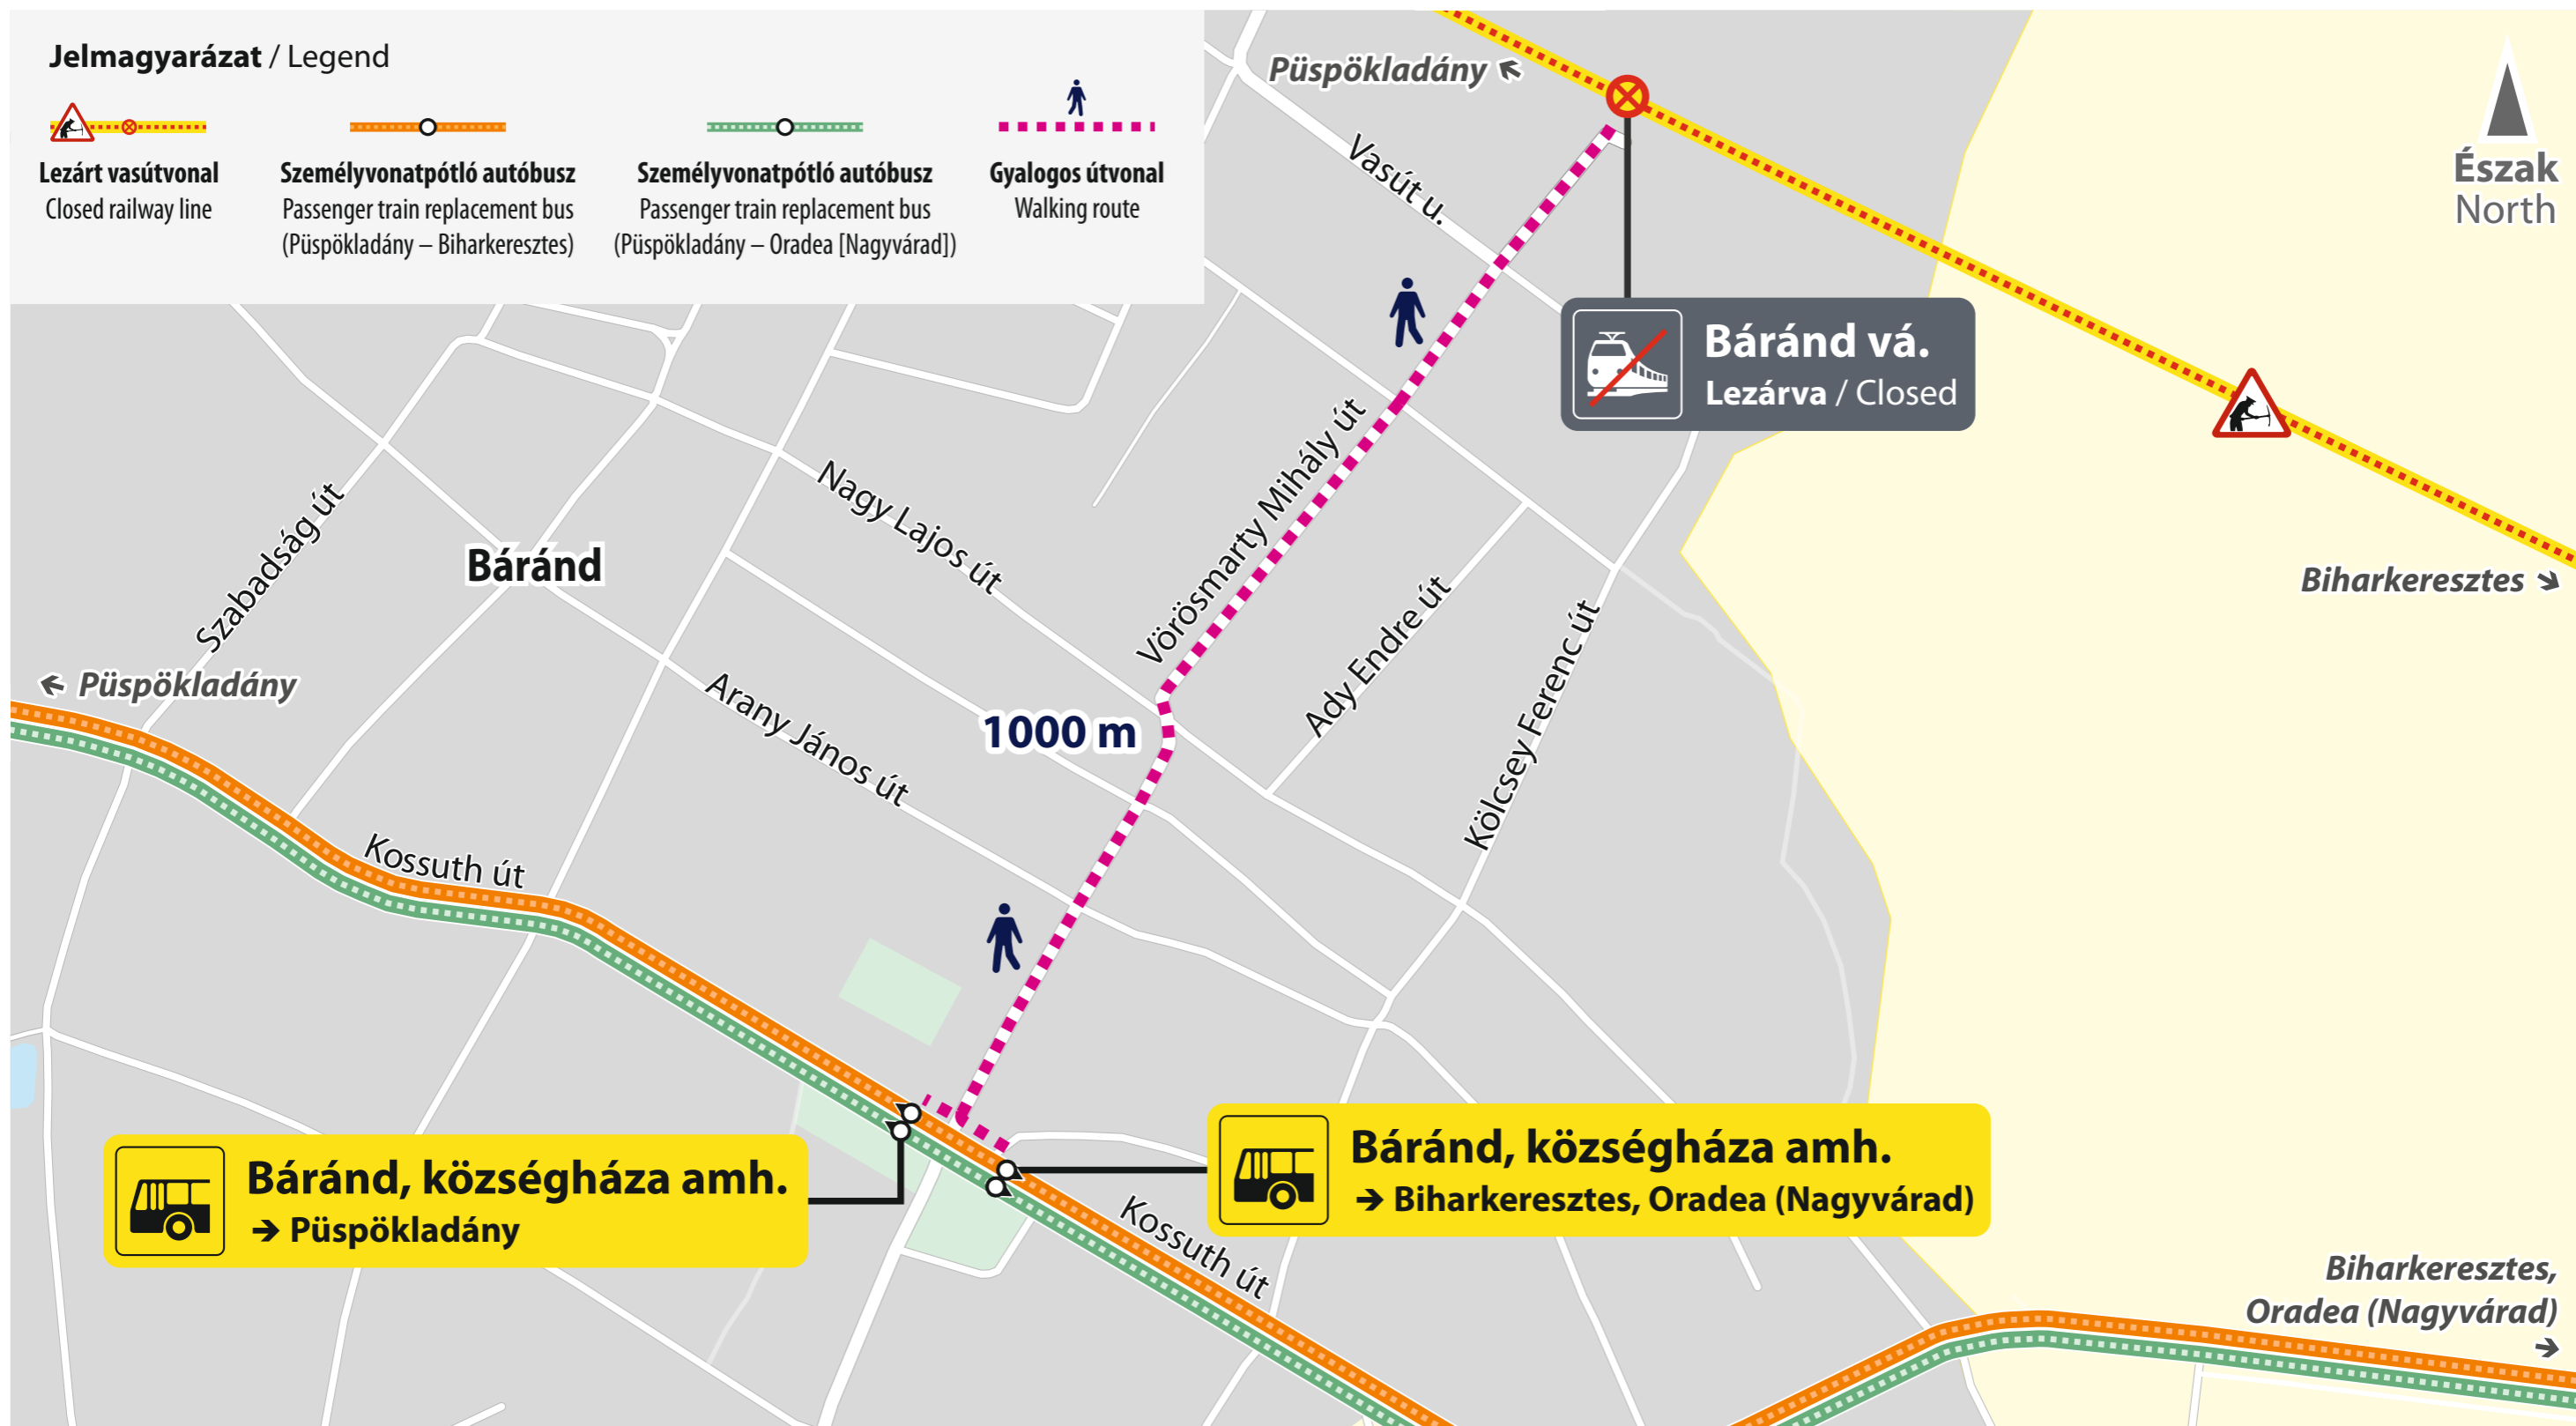 Jelmagyarázat / Legend
Lezárt vasútvonal
Closed railway line
Személyvonatpótló autóbusz
Passenger train replacement bus
(Püspökladány – Biharkeresztes)
Személyvonatpótló autóbusz
Passenger train replacement bus
(Püspökladány – Oradea [Nagyvárad])
Gyalogos útvonal
Walking route
Püspökladány
Észak
North
Vasút u.
Báránd vá.
Lezárva / Closed
Vörösmarty Mihály út
Nagy Lajos út
Szabadság út
Báránd
Biharkeresztes
Ady Endre út
Kölcsey Ferenc út
← Püspökladány
Arany János út
1000 m
Kossuth út
Báránd, községháza amh.
→ Püspökladány
Báránd, községháza amh.
→ Biharkeresztes, Oradea (Nagyvárad)
Kossuth út
Biharkeresztes,
Oradea (Nagyvárad)
→